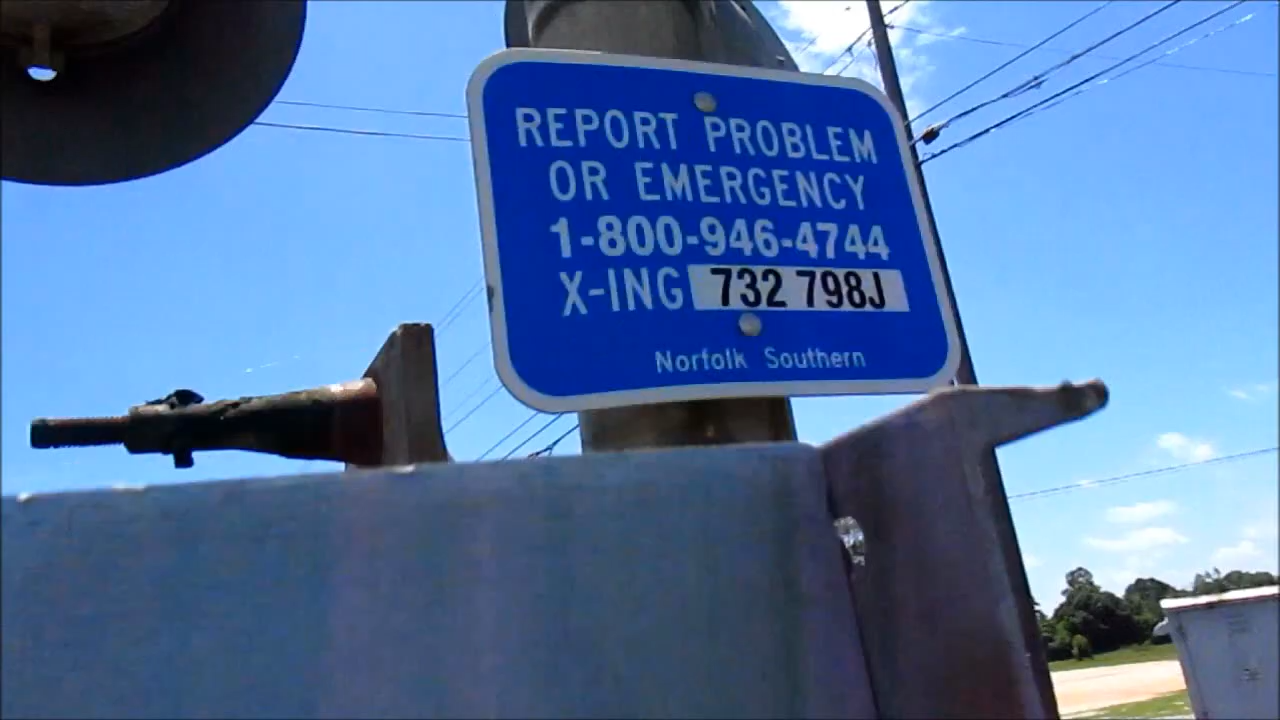 REPORT PROBLEM
OR EMERGENCY
1-800-946-4744
X-ING 732 798J
Norfolk Southern